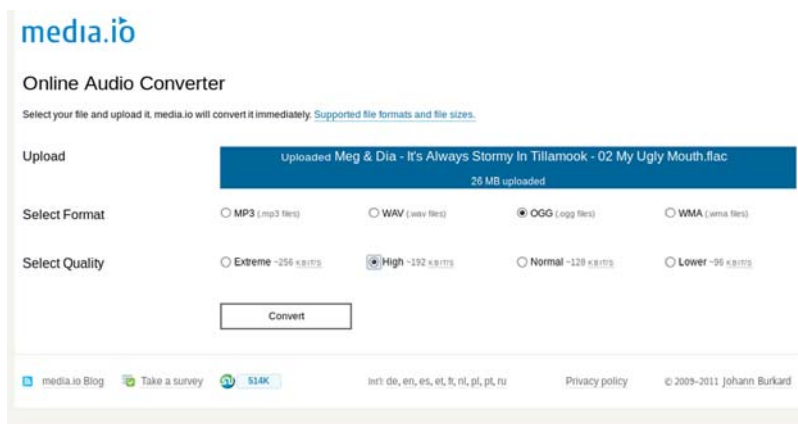 media.io
Online Audio Converter
Select your file and upload it. media.io will convert it immediately. Supported file formats and file sizes.
Upload
Uploaded Meg & Dia - It's Always Stormy In Tillamook - 02 My Ugly Mouth.flac
26 MB uploaded
Select Format MP3 (.mp3 files) WAV (.wav files) OGG (.ogg files) WMA (.wma files)
Select Quality Extreme ~256 KBIT/S High ~192 KBIT/S Normal ~128 KBIT/S Lower ~96 KBIT/S
Convert
media.io Blog Take a survey 514K Int'l: de, en, es, et, fr, nl, pl, pt, ru Privacy policy © 2009–2011 Johann Burkard